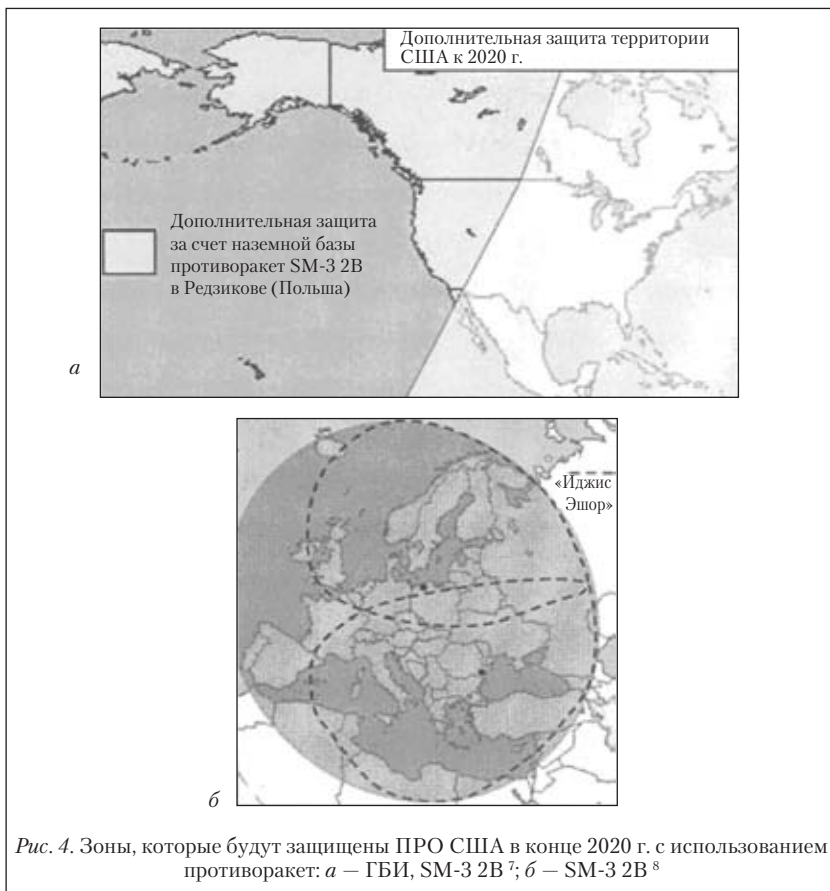 Дополнительная защита территории
США к 2020 г.
Дополнительная защита
за счет наземной базы
противоракет SM-3 2B
в Редзикове (Польша)
а
«Иджис
Эшор»
б
Рис. 4. Зоны, которые будут защищены ПРО США в конце 2020 г. с использованием
противоракет: а — ГБИ, SM-3 2B ⁷; б — SM-3 2B ⁸